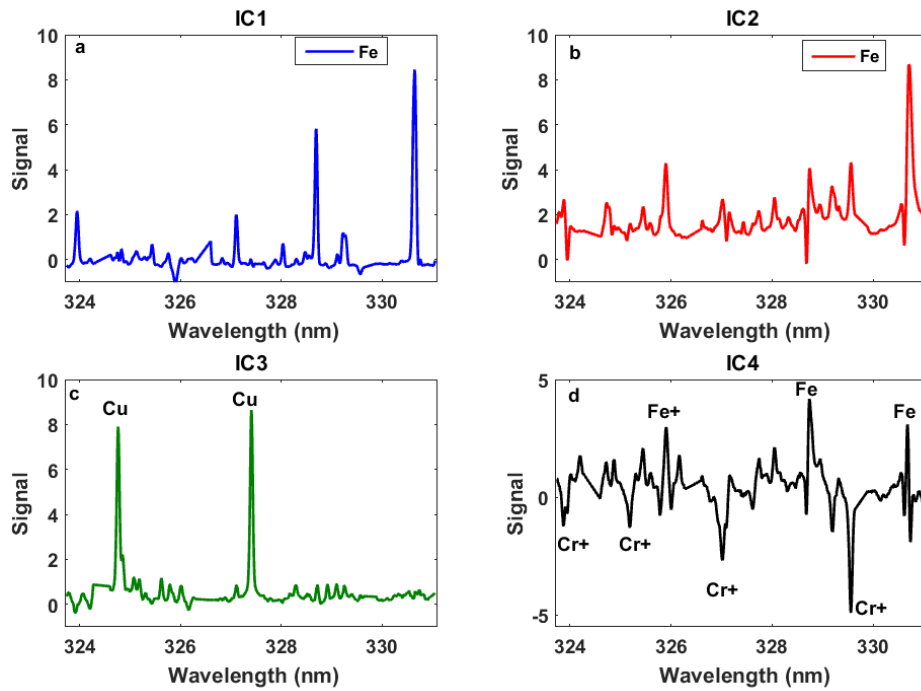 IC1
a
Fe
10
8
6
4
2
0
Signal
324
326
328
330
Wavelength (nm)
IC2
b
Fe
10
8
6
4
2
0
Signal
324
326
328
330
Wavelength (nm)
IC3
c
Cu
Cu
10
8
6
4
2
0
Signal
324
326
328
330
Wavelength (nm)
IC4
d
Fe+
Fe
Fe
Cr+
Cr+
Cr+
Cr+
5
0
-5
Signal
324
326
328
330
Wavelength (nm)